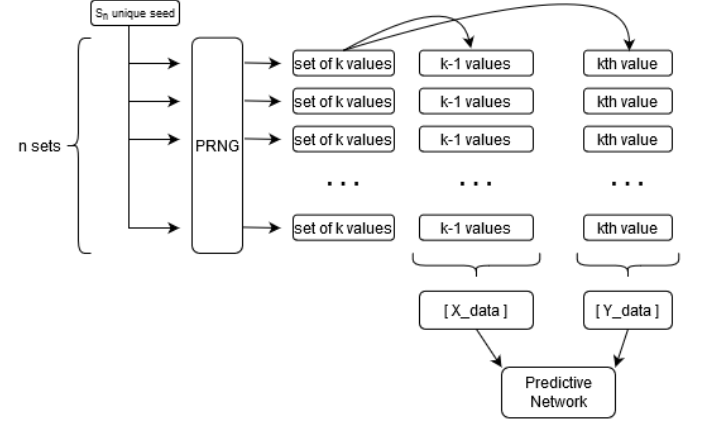 Sn unique seed
n sets
PRNG
set of k values
k-1 values
kth value
set of k values
k-1 values
kth value
set of k values
k-1 values
kth value
. . .
. . .
. . .
set of k values
k-1 values
kth value
[ X_data ]
[ Y_data ]
Predictive
Network